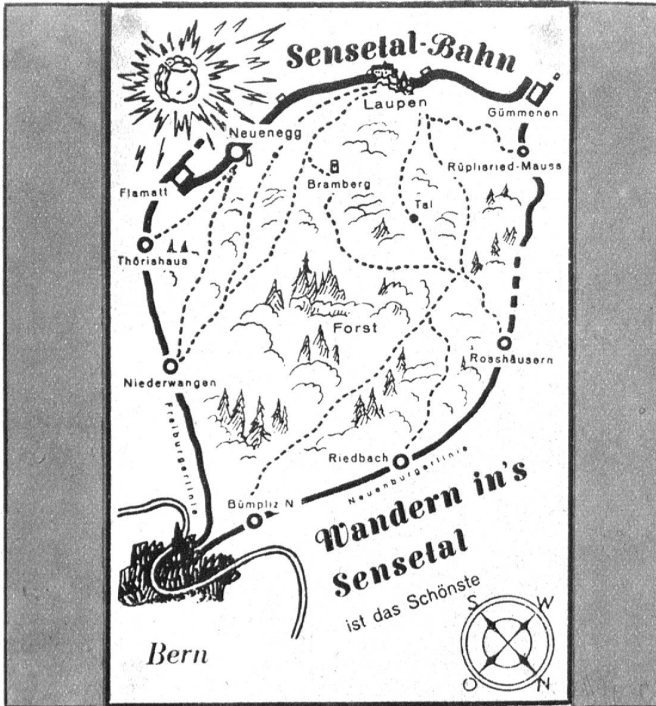 Sensetal-Bahn
Laupen
Gümmenen
Neuenegg
Rüpliaried-Mauss
Flamatt
Bramberg
Tal
Thörishaus
Forst
Rosshäusern
Niederwangen
Freiburgerlinie
Riedbach
Neuenburgerlinie
Bümpliz N
Wandern in's
Sensetal
ist das Schönste
Bern
S W
O N